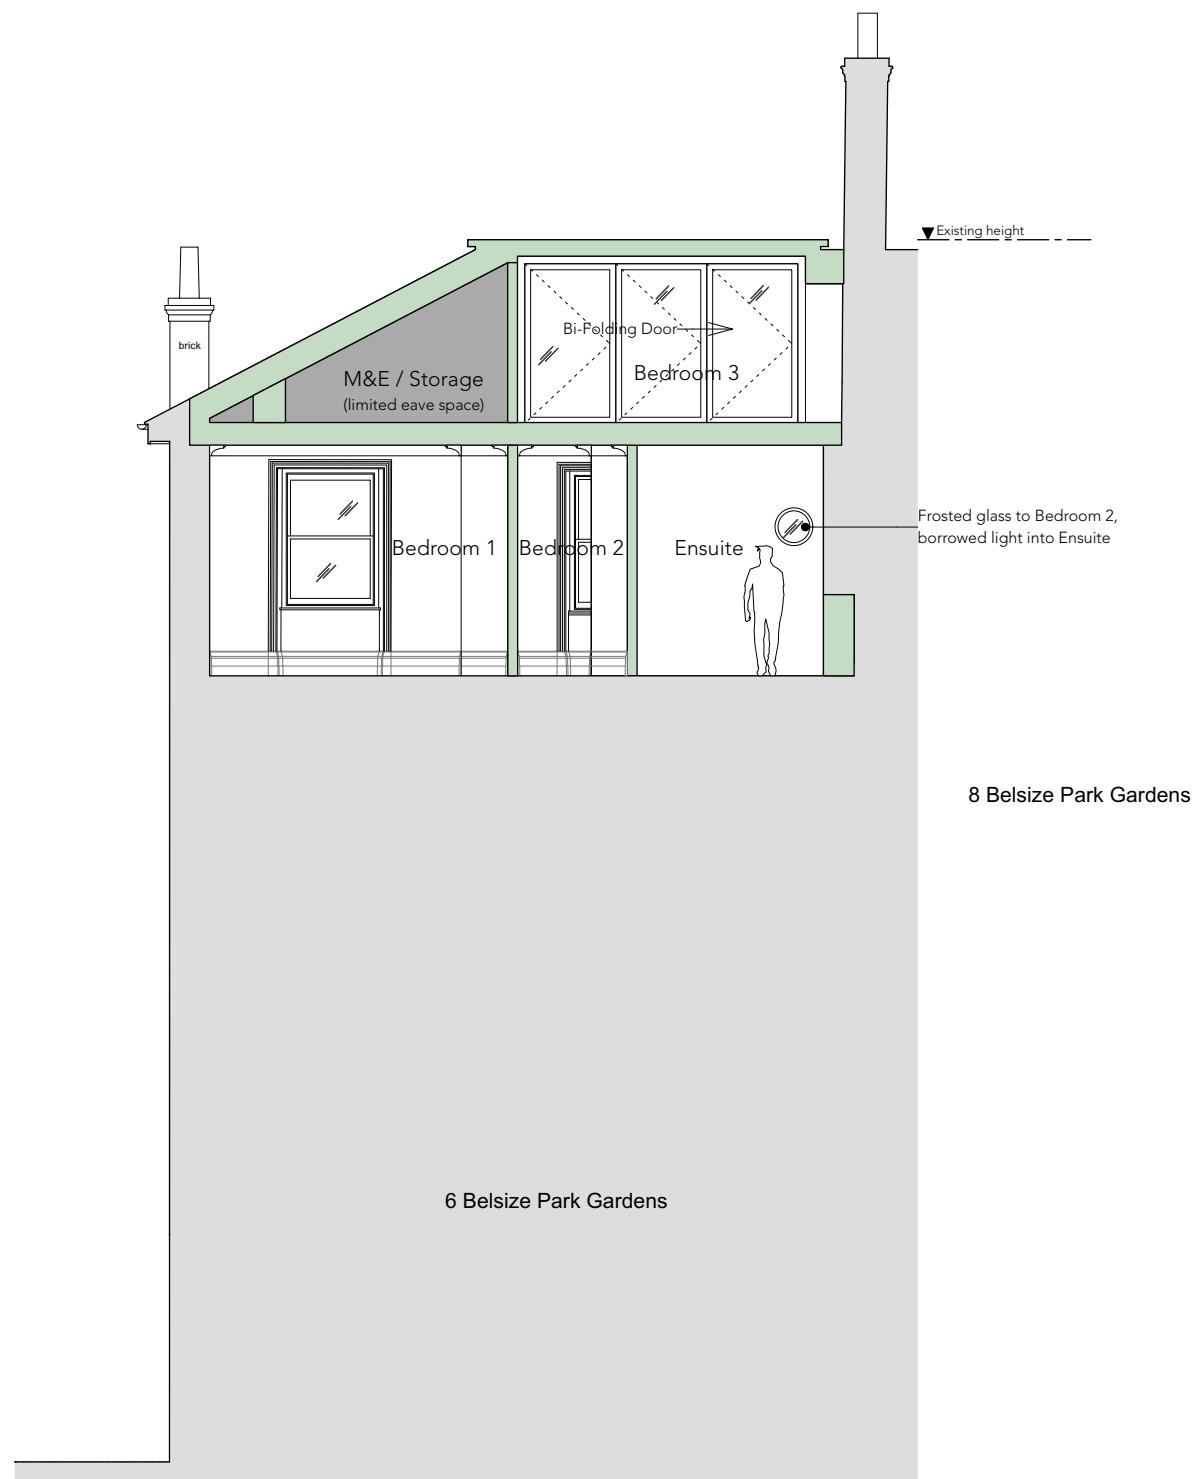 Existing height
brick
Bi-Folding Door
Bedroom 3
M&E / Storage
(limited eave space)
Frosted glass to Bedroom 2,
borrowed light into Ensuite
Bedroom 1
Bedroom 2
Ensuite
8 Belsize Park Gardens
6 Belsize Park Gardens